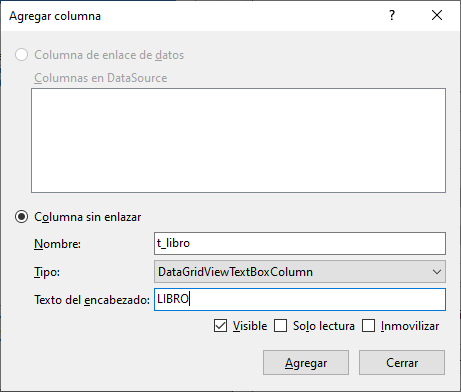 Agregar columna
?
Columna de enlace de datos
Columnas en DataSource
Columna sin enlazar
Nombre: t_libro
Tipo: DataGridViewTextBoxColumn
Texto del encabezado: LIBRO
Visible Solo lectura Inmovilizar
Agregar Cerrar